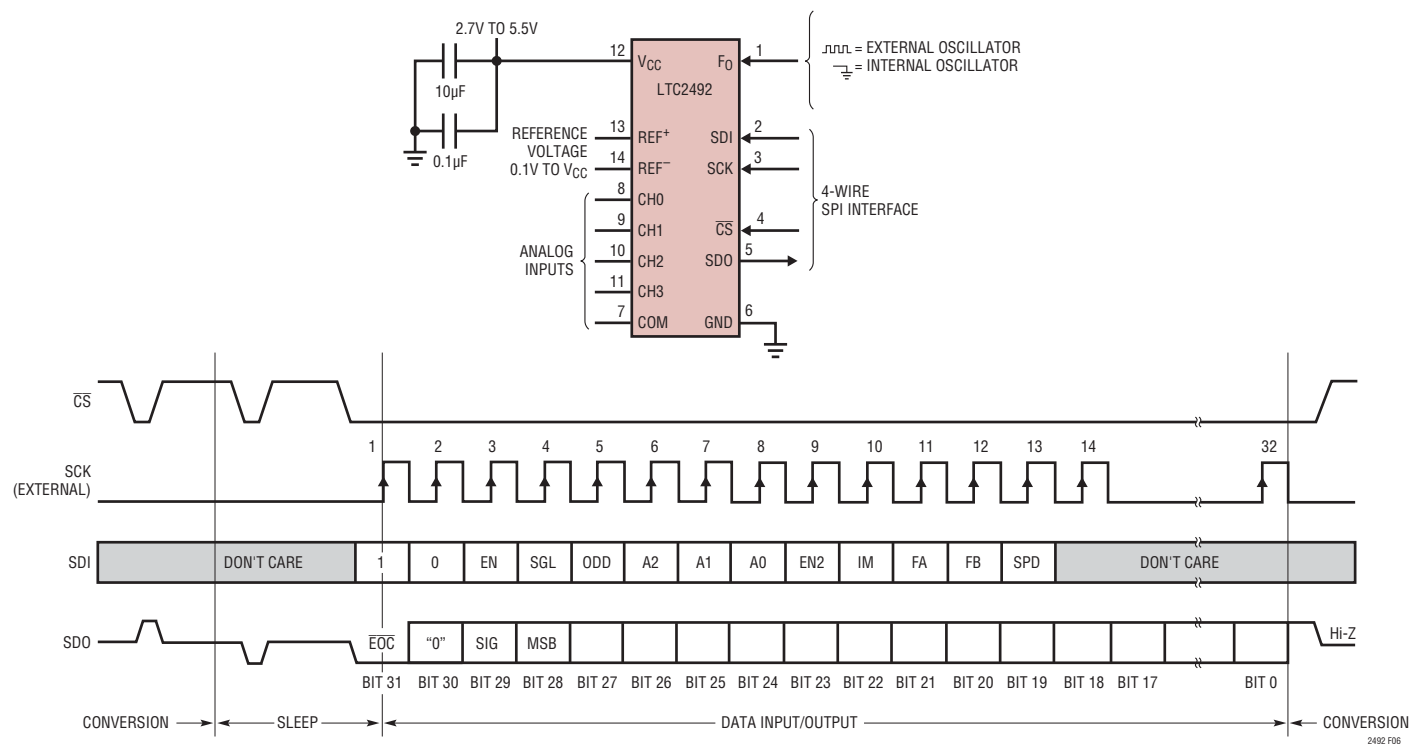 2.7V TO 5.5V
10µF
0.1µF
12
V_CC
LTC2492
F_O
1
= EXTERNAL OSCILLATOR
= INTERNAL OSCILLATOR
REFERENCE
VOLTAGE
0.1V TO V_CC
13
REF⁺
14
REF⁻
SDI
2
SCK
3
4-WIRE
SPI INTERFACE
ANALOG
INPUTS
8
CH0
9
CH1
10
CH2
11
CH3
7
COM
C̅S̅
4
SDO
5
GND
6
C̅S̅
SCK
(EXTERNAL)
1 2 3 4 5 6 7 8 9 10 11 12 13 14 32
SDI DON'T CARE 1 0 EN SGL ODD A2 A1 A0 EN2 IM FA FB SPD DON'T CARE
SDO E̅O̅C̅ “0” SIG MSB Hi-Z
BIT 31 BIT 30 BIT 29 BIT 28 BIT 27 BIT 26 BIT 25 BIT 24 BIT 23 BIT 22 BIT 21 BIT 20 BIT 19 BIT 18 BIT 17 BIT 0
CONVERSION SLEEP DATA INPUT/OUTPUT CONVERSION
2492 F06